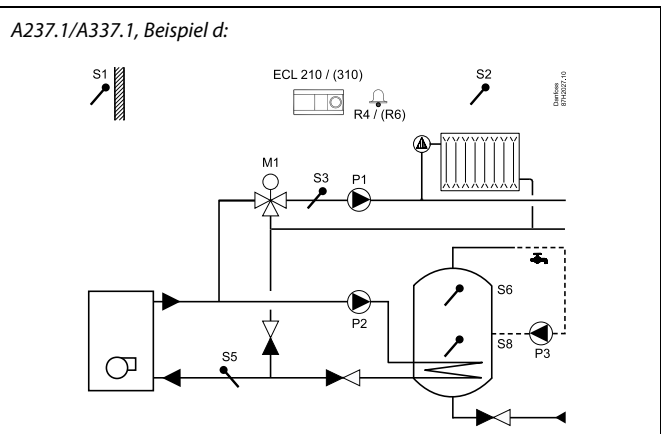 A237.1/A337.1, Beispiel d:
S1
ECL 210 / (310)
S2
R4 / (R6)
Danfoss
87H2027.10
M1
S3
P1
S6
P2
S8
P3
S5